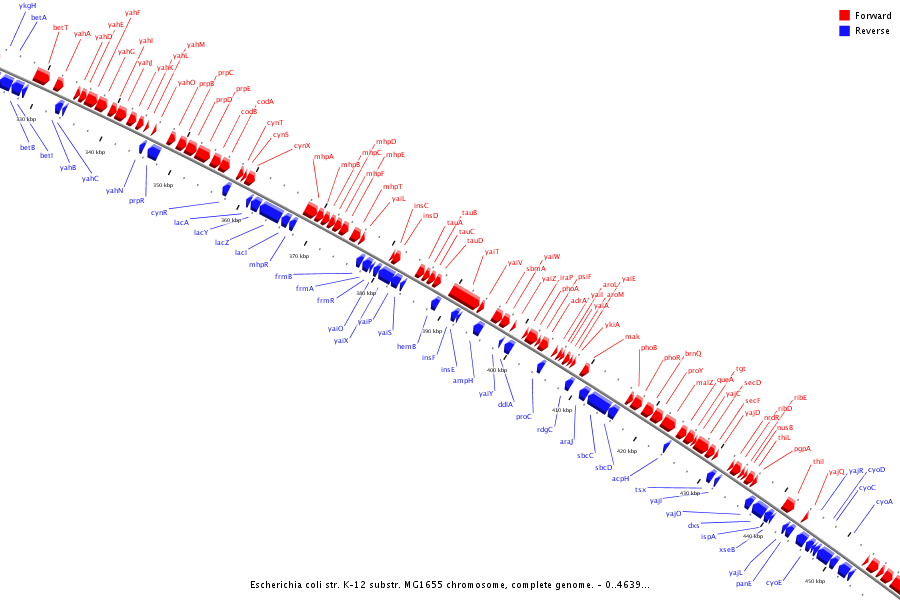 Forward
Reverse
ykgH
betA
betT
yahA
yahD
yahE
yahF
yahG
yahI
yahJ
yahK
yahL
yahM
yahO
prpB
prpC
prpD
prpE
codB
codA
cynT
cynS
cynX
mhpA
mhpB
mhpC
mhpD
mhpE
mhpF
mhpT
yaiL
insC
insD
tauA
tauB
tauC
tauD
yaiT
yaiV
sbmA
yaiW
yaiZ
iraP
phoA
psiF
adrA
yaiI
aroL
yaiA
aroM
yaiE
ykiA
mak
phoB
phoR
brnQ
proY
malZ
queA
tgt
yajC
secD
secF
yajD
nrdR
ribD
ribE
nusB
thiL
pgpA
thiI
yajQ
yajR
cyoD
cyoC
cyoA
330 kbp
betB
betI
340 kbp
yahB
yahC
yahN
350 kbp
prpR
cynR
360 kbp
lacA
lacY
lacZ
lacI
mhpR
370 kbp
frmB
frmA
frmR
380 kbp
yaiO
yaiX
yaiP
yaiS
390 kbp
hemB
insF
insE
400 kbp
ampH
yaiY
ddlA
proC
410 kbp
rdgC
araJ
sbcC
sbcD
420 kbp
acpH
tsx
430 kbp
yajI
yajO
dxs
ispA
440 kbp
xseB
yajL
panE
cyoE
450 kbp
Escherichia coli str. K-12 substr. MG1655 chromosome, complete genome. - 0..4639...